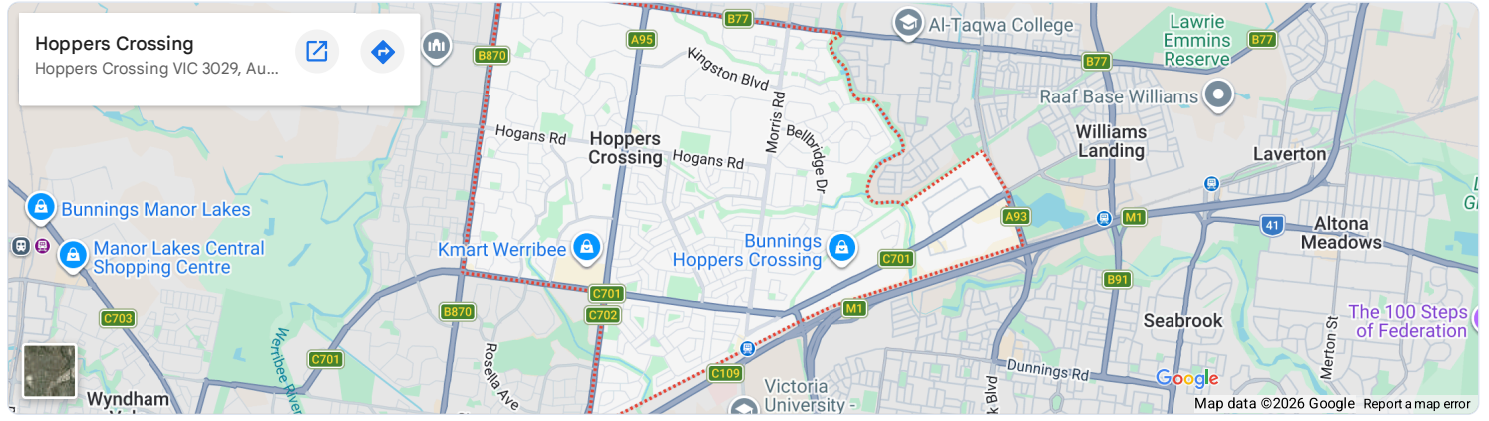 Hoppers Crossing
Hoppers Crossing VIC 3029, Au...
B77
A95
B870
Al-Taqwa College
Lawrie
Emmins
Reserve
B77
B77
Kingston Blvd
Raaf Base Williams
Hogans Rd
Hoppers
Crossing
Hogans Rd
Morris Rd
Bellbridge Dr
Williams
Landing
Laverton
Bunnings Manor Lakes
Manor Lakes Central
Shopping Centre
Kmart Werribee
Bunnings
Hoppers Crossing
A93
M1
41
Altona
Meadows
C701
B91
C701
C702
B870
M1
C703
Seabrook
The 100 Steps
of Federation
Merton St
C701
Werribee River
Rosella Ave
C109
Dunnings Rd
Victoria
University -
k Blvd
Wyndham
Google
Map data ©2026 Google
Report a map error